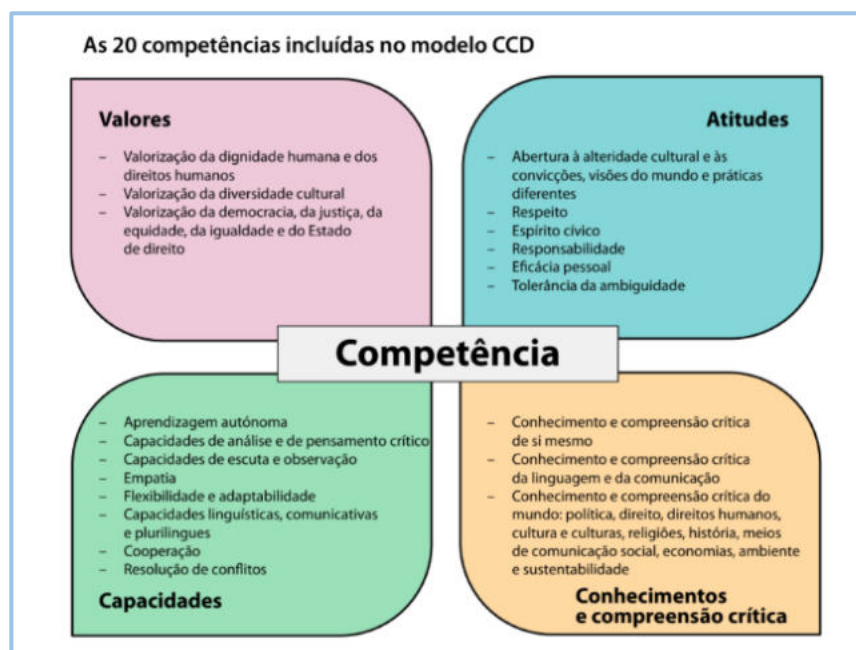 As 20 competências incluídas no modelo CCD
Valores
– Valorização da dignidade humana e dos
direitos humanos
– Valorização da diversidade cultural
– Valorização da democracia, da justiça, da
equidade, da igualdade e do Estado
de direito
Atitudes
– Abertura à alteridade cultural e às
convicções, visões do mundo e práticas
diferentes
– Respeito
– Espírito cívico
– Responsabilidade
– Eficácia pessoal
– Tolerância da ambiguidade
Competência
– Aprendizagem autónoma
– Capacidades de análise e de pensamento crítico
– Capacidades de escuta e observação
– Empatia
– Flexibilidade e adaptabilidade
– Capacidades linguísticas, comunicativas
e plurilingues
– Cooperação
– Resolução de conflitos
Capacidades
– Conhecimento e compreensão crítica
de si mesmo
– Conhecimento e compreensão crítica
da linguagem e da comunicação
– Conhecimento e compreensão crítica do
mundo: política, direito, direitos humanos,
cultura e culturas, religiões, história, meios
de comunicação social, economias, ambiente
e sustentabilidade
Conhecimentos
e compreensão crítica